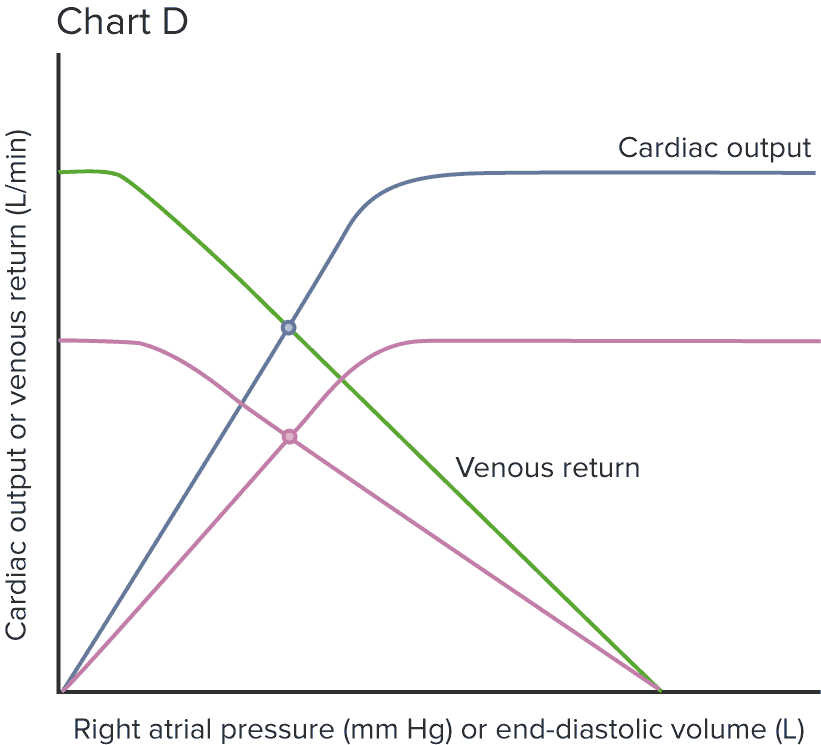 Chart D
Cardiac output
Venous return
Cardiac output or venous return (L/min)
Right atrial pressure (mm Hg) or end-diastolic volume (L)